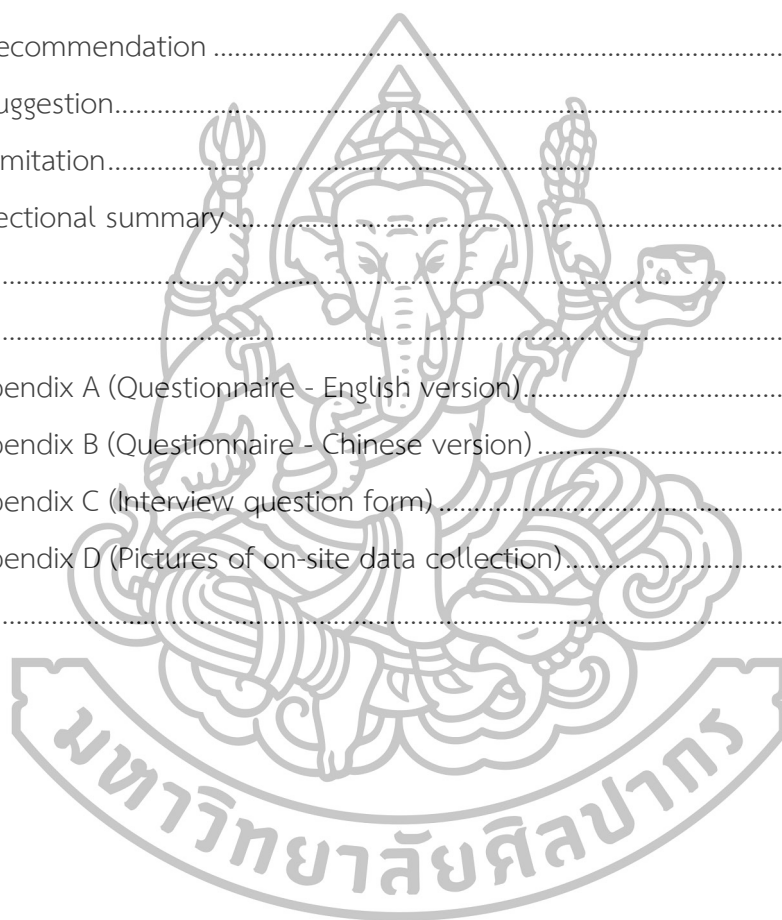 ecommendation ........................................................................
uggestion....................................................................................
mitation.....................................................................................
ectional summary.....................................................................
....................................................................................................
....................................................................................................
pendix A (Questionnaire - English version)................................
pendix B (Questionnaire - Chinese version) ..............................
pendix C (Interview question form) ...........................................
pendix D (Pictures of on-site data collection)............................
....................................................................................................
มหาวิทยาลัยศิลปากร